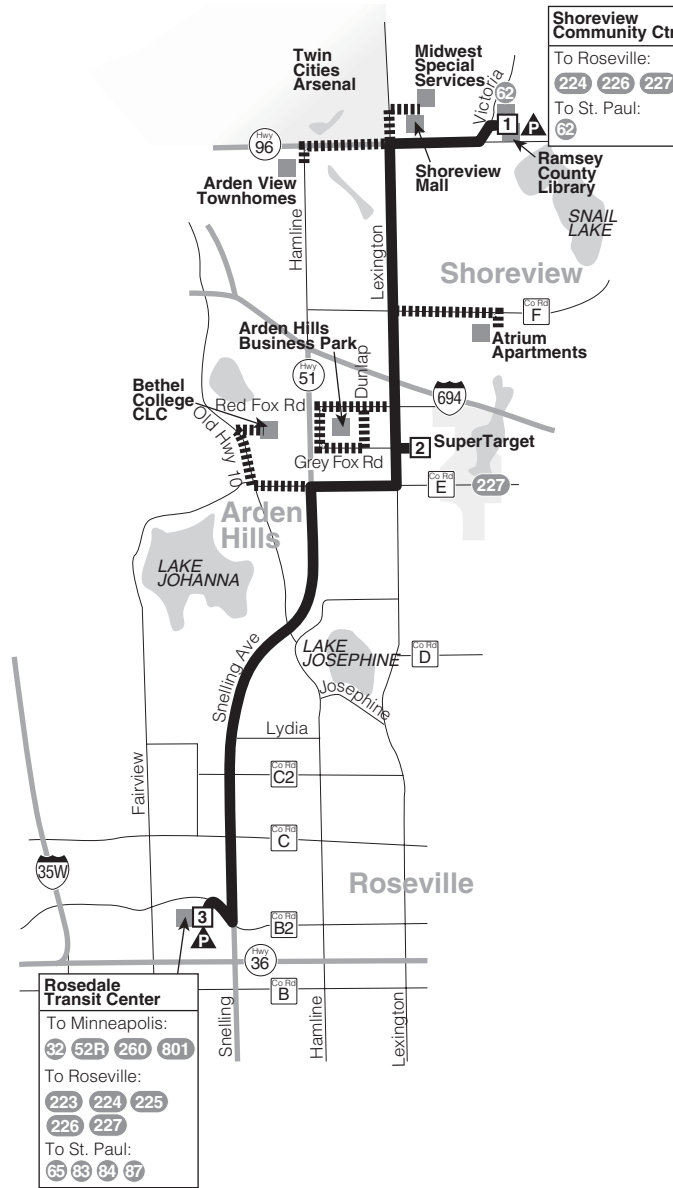 Shoreview
Community Ctr
To Roseville:
224 226 227
To St. Paul:
62
Twin
Cities
Arsenal
Midwest
Special
Services
Victoria
62
1
P
Hwy
96
Arden View
Townhomes
Shoreview
Mall
Ramsey
County
Library
SNAIL
LAKE
Hamline
Lexington
Shoreview
Co Rd
F
Arden Hills
Business Park
Atrium
Apartments
Dunlap
Hwy
51
694
Bethel
College
CLC
Red Fox Rd
Old Hwy 10
2
SuperTarget
Grey Fox Rd
Co Rd
E
227
Arden
Hills
LAKE
JOHANNA
LAKE
JOSEPHINE
Co Rd
D
Snelling Ave
Josephine
Lydia
Fairview
Co Rd
C2
Co Rd
C
35W
Roseville
3
P
Co Rd
B2
Hwy
36
Co Rd
B
Snelling
Hamline
Lexington
Rosedale
Transit Center
To Minneapolis:
32 52R 260 801
To Roseville:
223 224 225
226 227
To St. Paul:
65 83 84 87